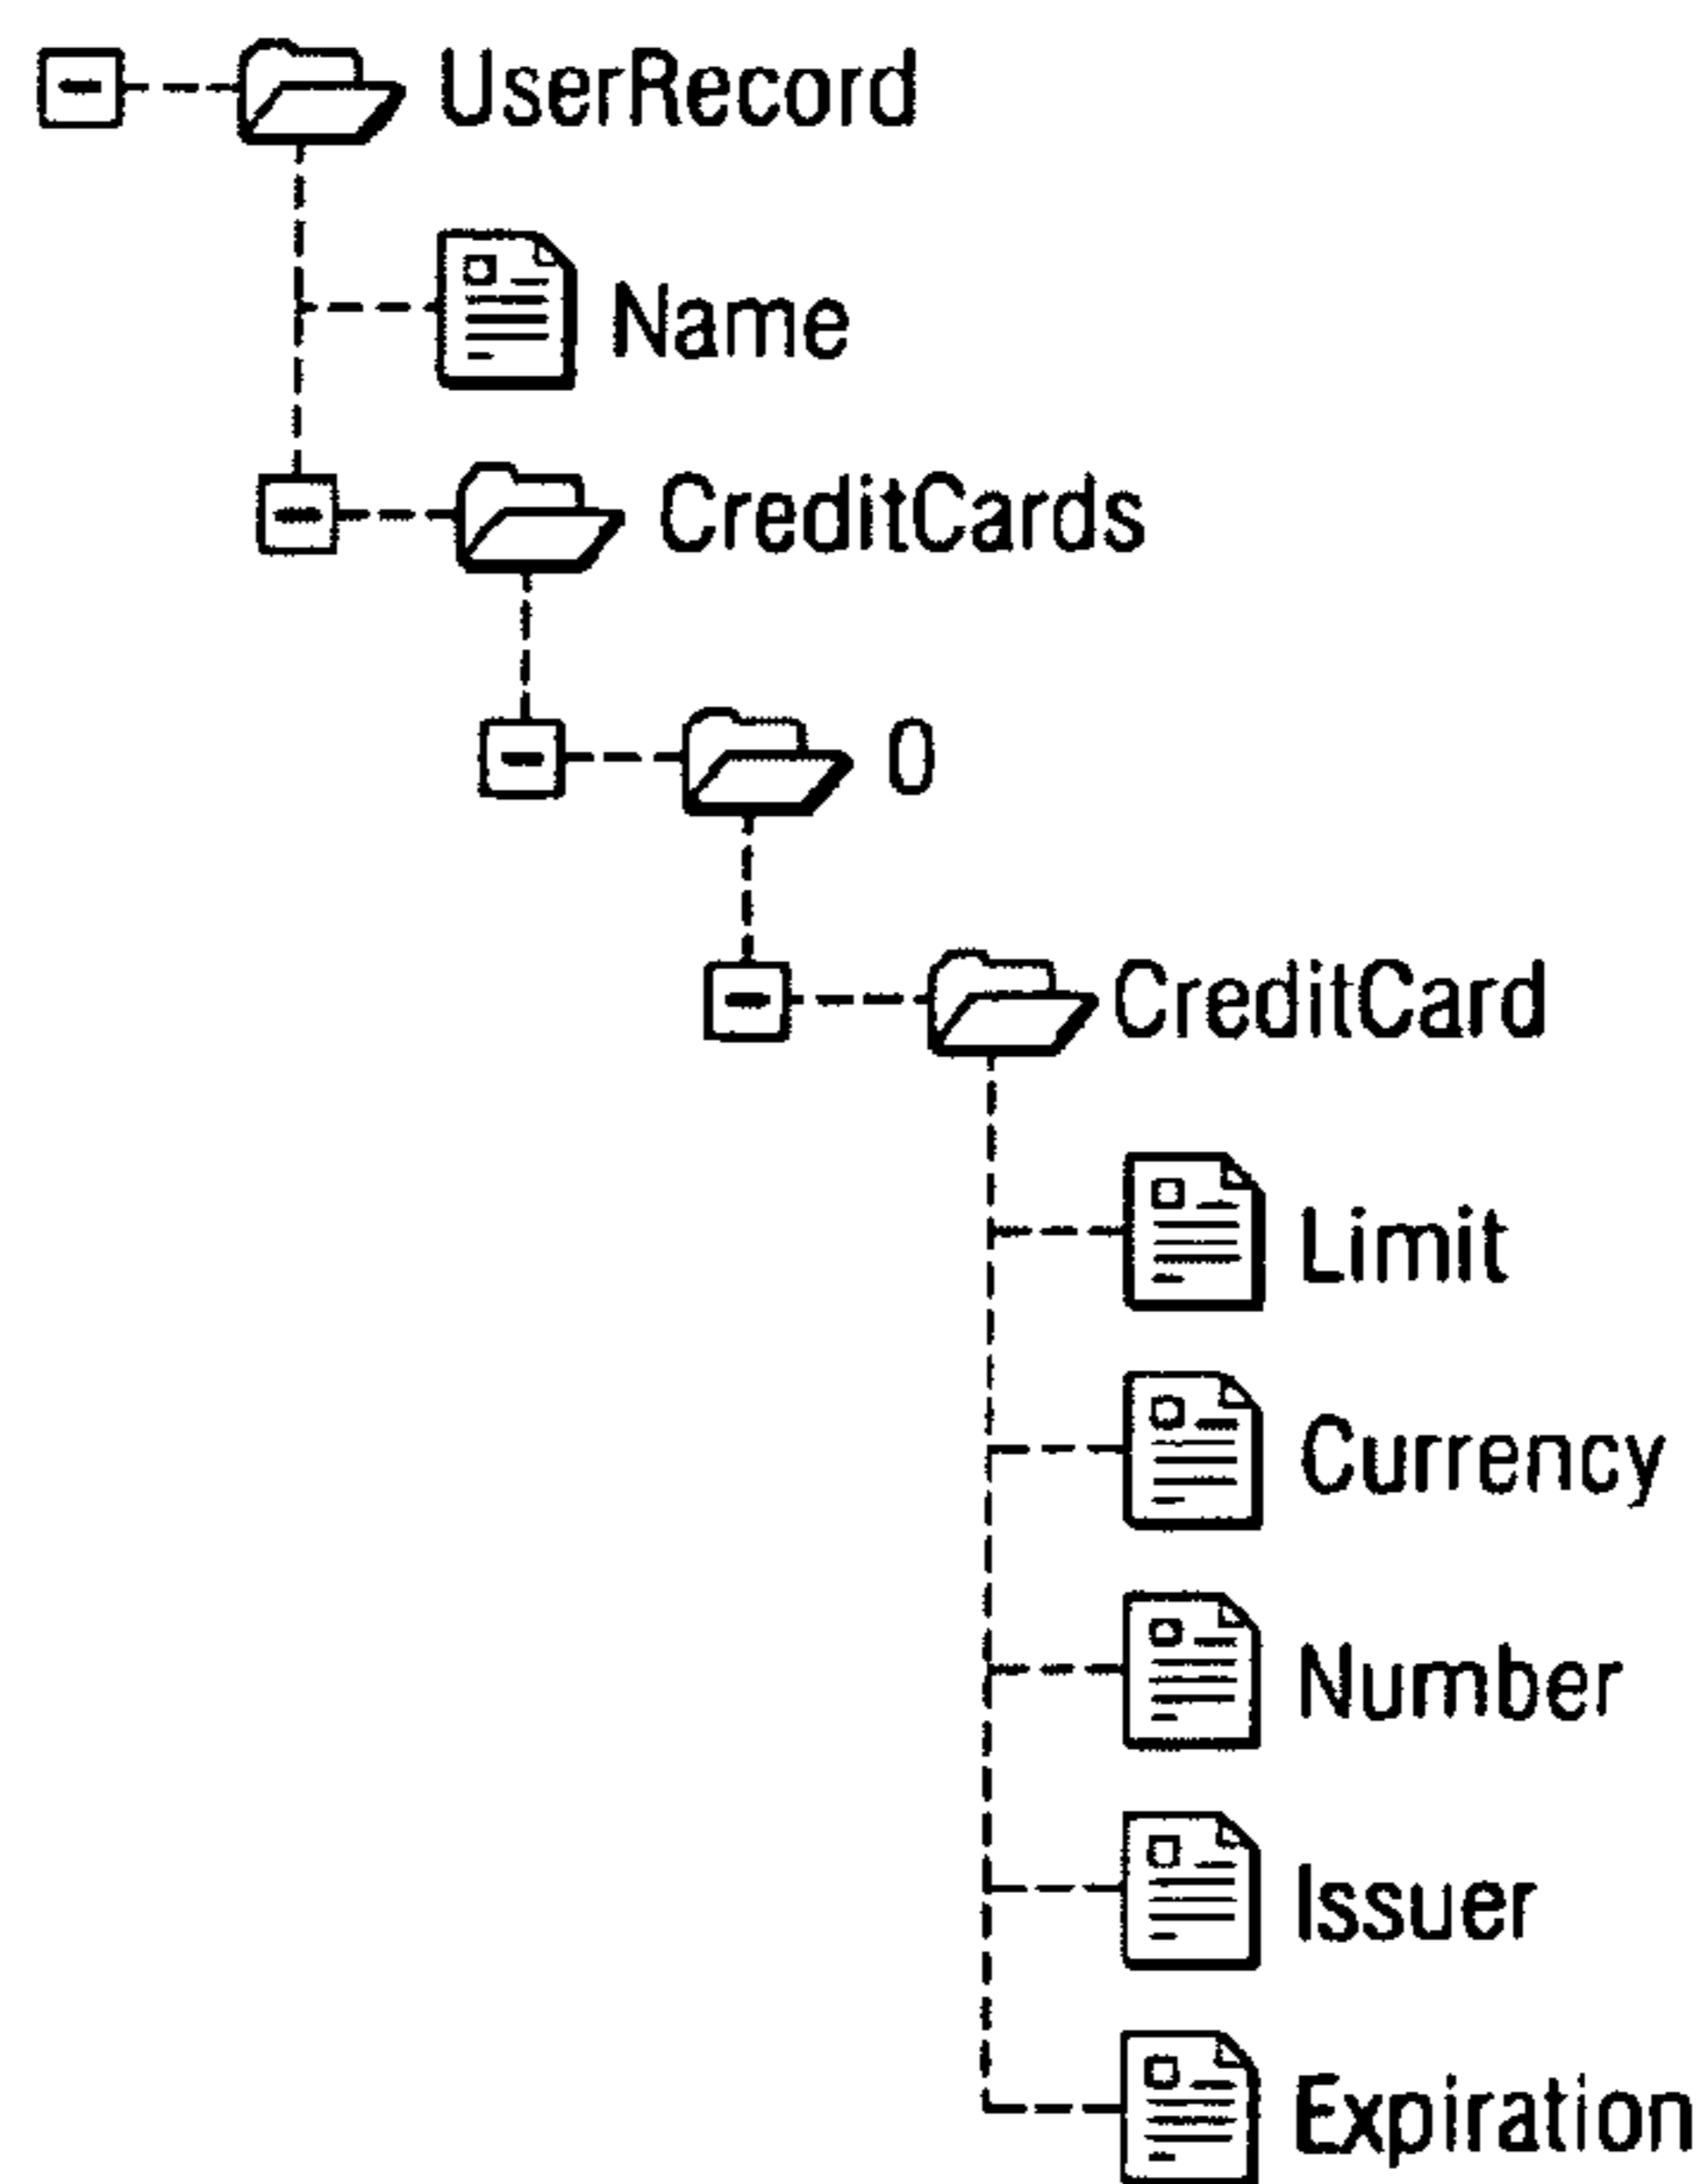 UserRecord
Name
CreditCards
0
CreditCard
Limit
Currency
Number
Issuer
Expiration